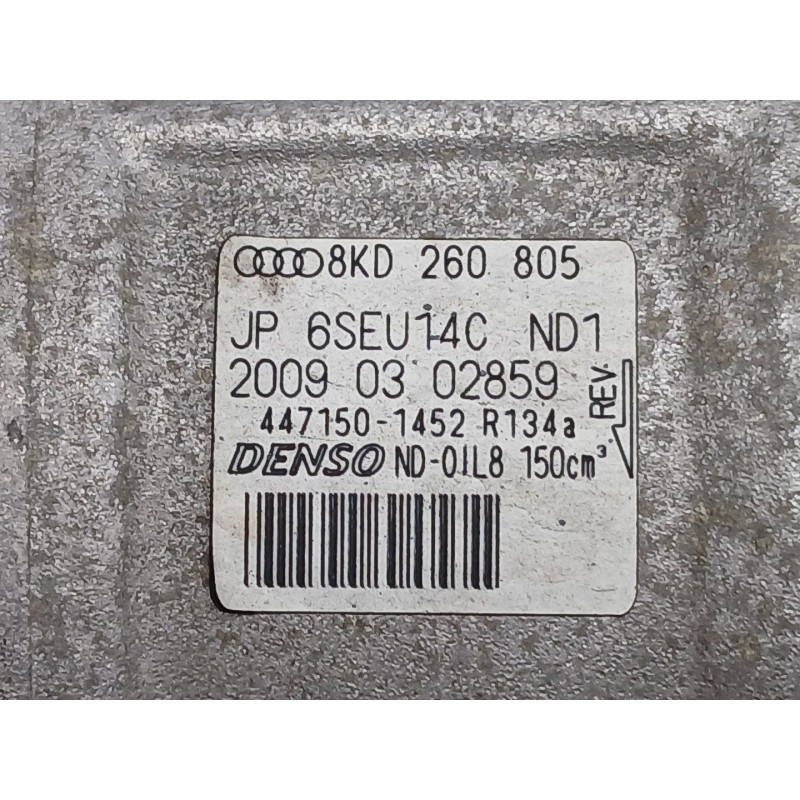 8KD 260 805
JP 6SEU14C ND1
2009 03 02859
REV
447150-1452 R134a
DENSO ND-OIL8 150cm³